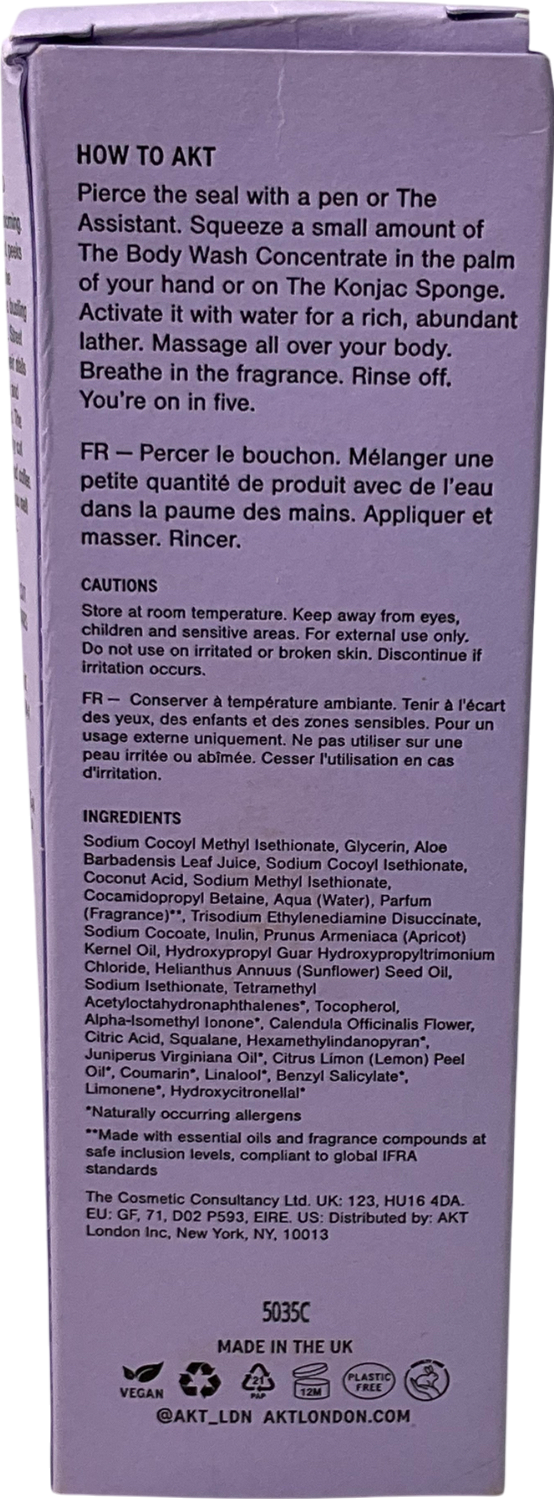 HOW TO AKT
Pierce the seal with a pen or The
Assistant. Squeeze a small amount of
The Body Wash Concentrate in the palm
of your hand or on The Konjac Sponge.
Activate it with water for a rich, abundant
lather. Massage all over your body.
Breathe in the fragrance. Rinse off.
You're on in five.
FR — Percer le bouchon. Mélanger une
petite quantité de produit avec de l'eau
dans la paume des mains. Appliquer et
masser. Rincer.
CAUTIONS
Store at room temperature. Keep away from eyes,
children and sensitive areas. For external use only.
Do not use on irritated or broken skin. Discontinue if
irritation occurs.
FR — Conserver à température ambiante. Tenir à l'écart
des yeux, des enfants et des zones sensibles. Pour un
usage externe uniquement. Ne pas utiliser sur une
peau irritée ou abîmée. Cesser l'utilisation en cas
d'irritation.
INGREDIENTS
Sodium Cocoyl Methyl Isethionate, Glycerin, Aloe
Barbadensis Leaf Juice, Sodium Cocoyl Isethionate,
Coconut Acid, Sodium Methyl Isethionate,
Cocamidopropyl Betaine, Aqua (Water), Parfum
(Fragrance)**, Trisodium Ethylenediamine Disuccinate,
Sodium Cocoate, Inulin, Prunus Armeniaca (Apricot)
Kernel Oil, Hydroxypropyl Guar Hydroxypropyltrimonium
Chloride, Helianthus Annuus (Sunflower) Seed Oil,
Sodium Isethionate, Tetramethyl
Acetyloctahydronaphthalenes*, Tocopherol,
Alpha-Isomethyl Ionone*, Calendula Officinalis Flower,
Citric Acid, Squalane, Hexamethylindanopyran*,
Juniperus Virginiana Oil*, Citrus Limon (Lemon) Peel
Oil*, Coumarin*, Linalool*, Benzyl Salicylate*,
Limonene*, Hydroxycitronellal*
*Naturally occurring allergens
**Made with essential oils and fragrance compounds at
safe inclusion levels, compliant to global IFRA
standards
The Cosmetic Consultancy Ltd. UK: 123, HU16 4DA.
EU: GF, 71, D02 P593, EIRE. US: Distributed by: AKT
London Inc, New York, NY, 10013
5035C
MADE IN THE UK
VEGAN
21
PAP
12M
PLASTIC
FREE
@AKT_LDN AKTLONDON.COM